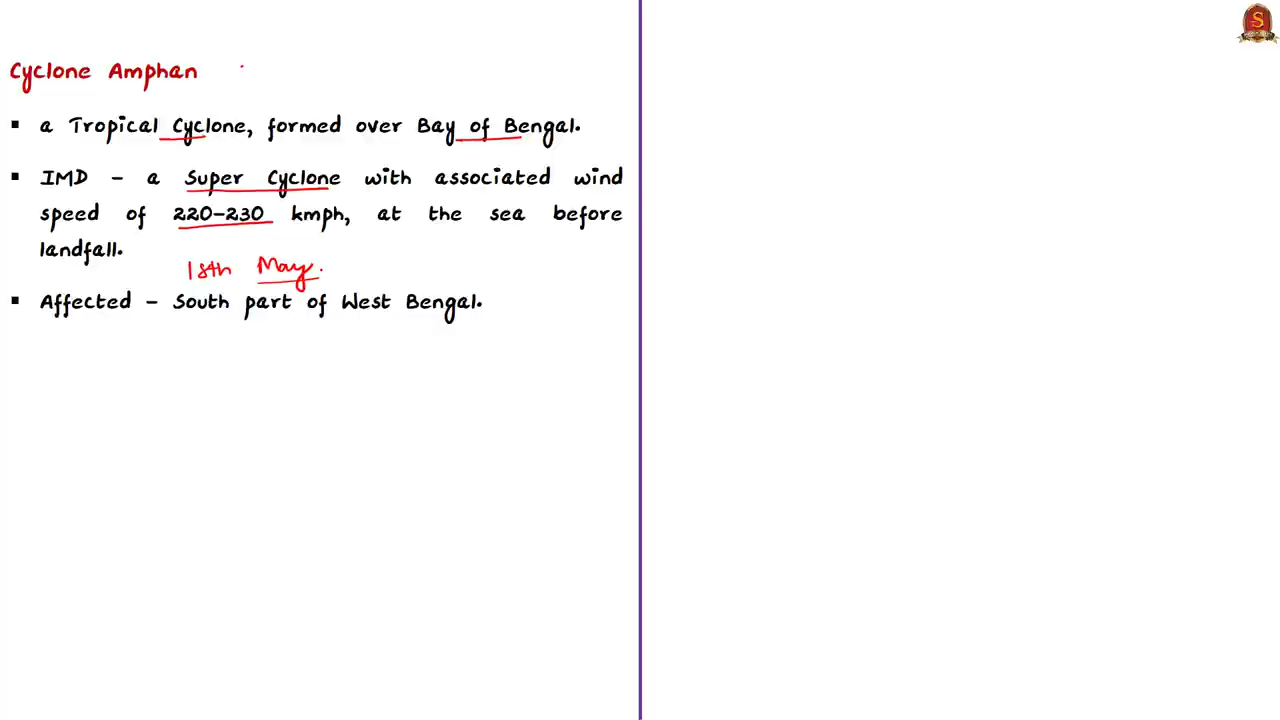 Cyclone Amphan
▪ a Tropical Cyclone, formed over Bay of Bengal.
▪ IMD – a Super Cyclone with associated wind
speed of 220–230 kmph, at the sea before
landfall.
18th May.
▪ Affected – South part of West Bengal.
S